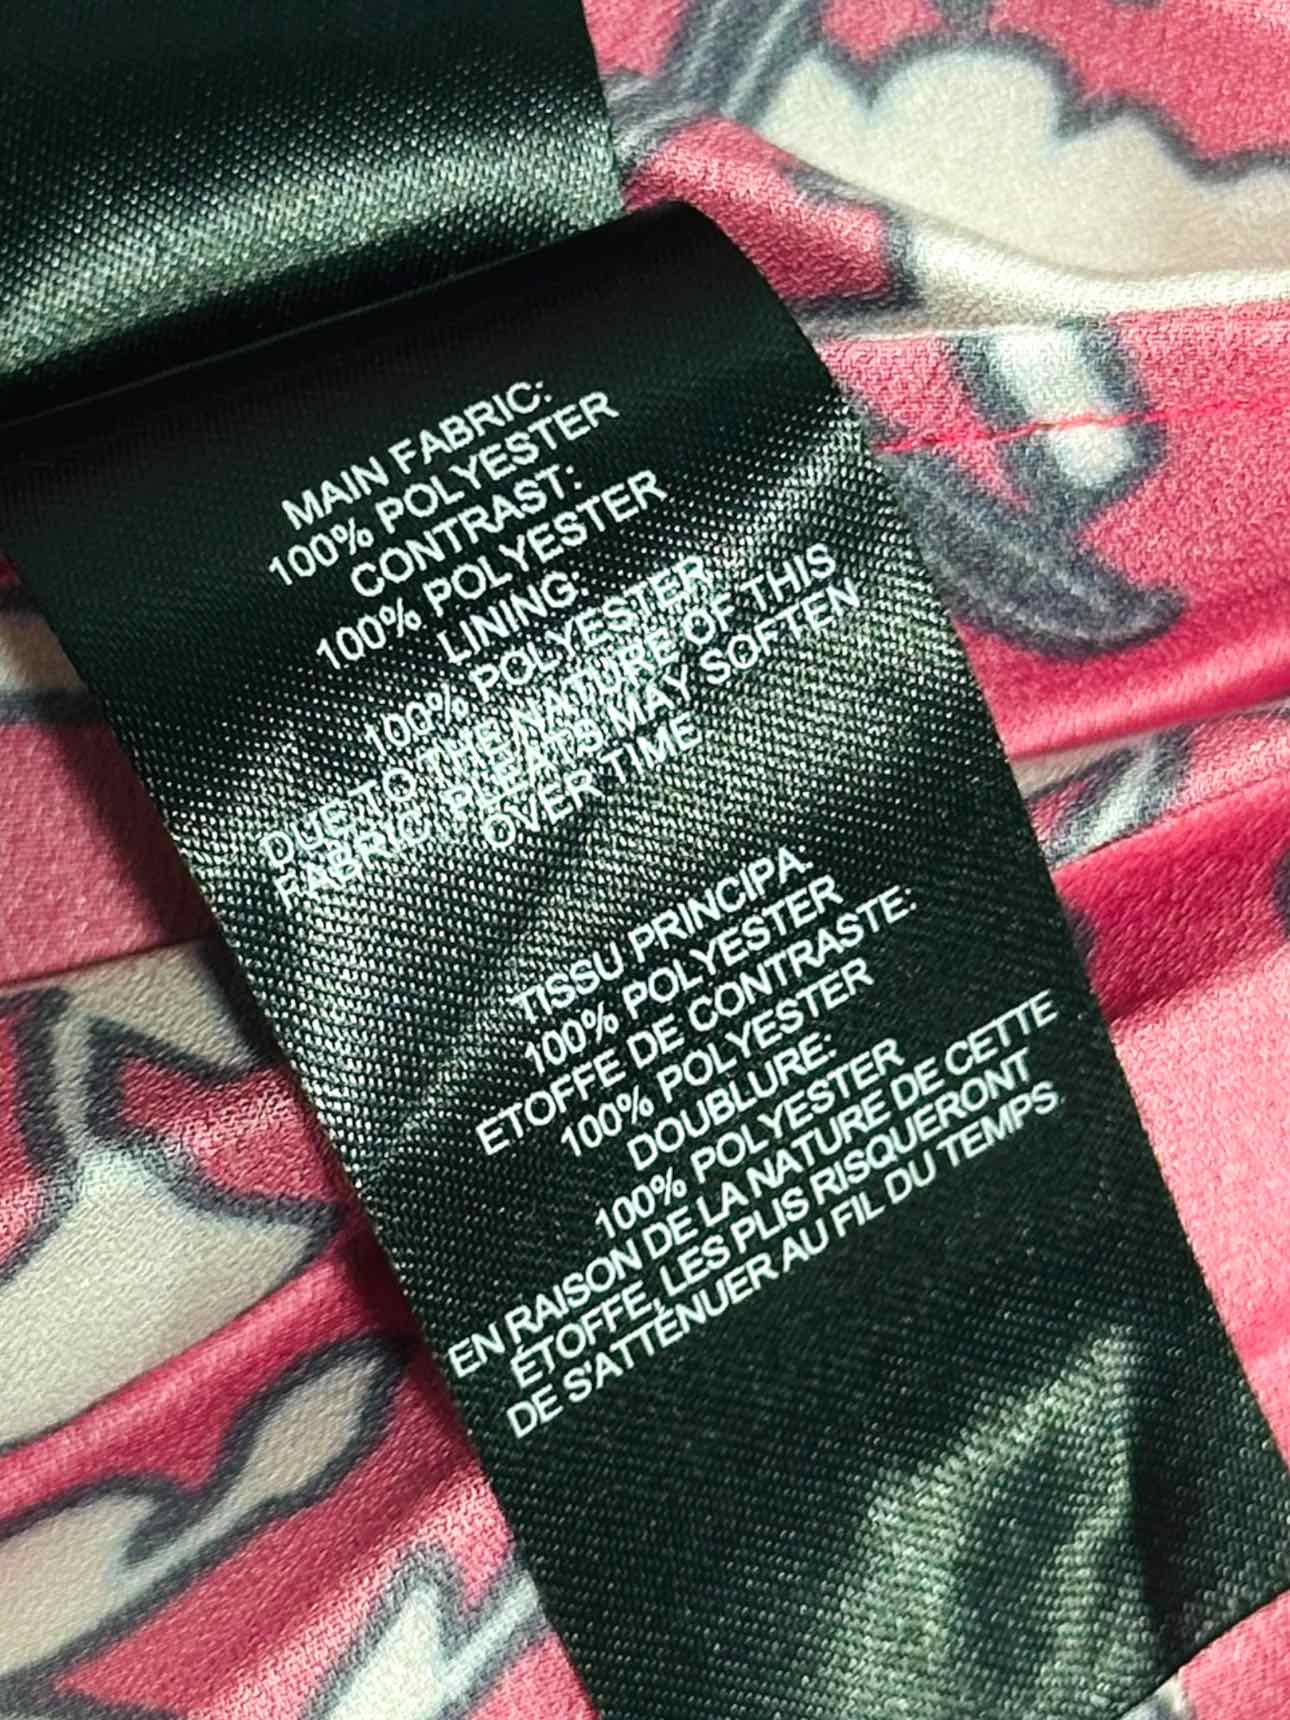 MAIN FABRIC:
100% POLYESTER
CONTRAST:
100% POLYESTER
LINING:
100% POLYESTER
DUE TO THE NATURE OF THIS
FABRIC, PLEATS MAY SOFTEN
OVER TIME
TISSU PRINCIPA:
100% POLYESTER
ETOFFE DE CONTRASTE:
100% POLYESTER
DOUBLURE:
100% POLYESTER
EN RAISON DE LA NATURE DE CETTE
ÉTOFFE, LES PLIS RISQUERONT
DE S'ATTÉNUER AU FIL DU TEMPS